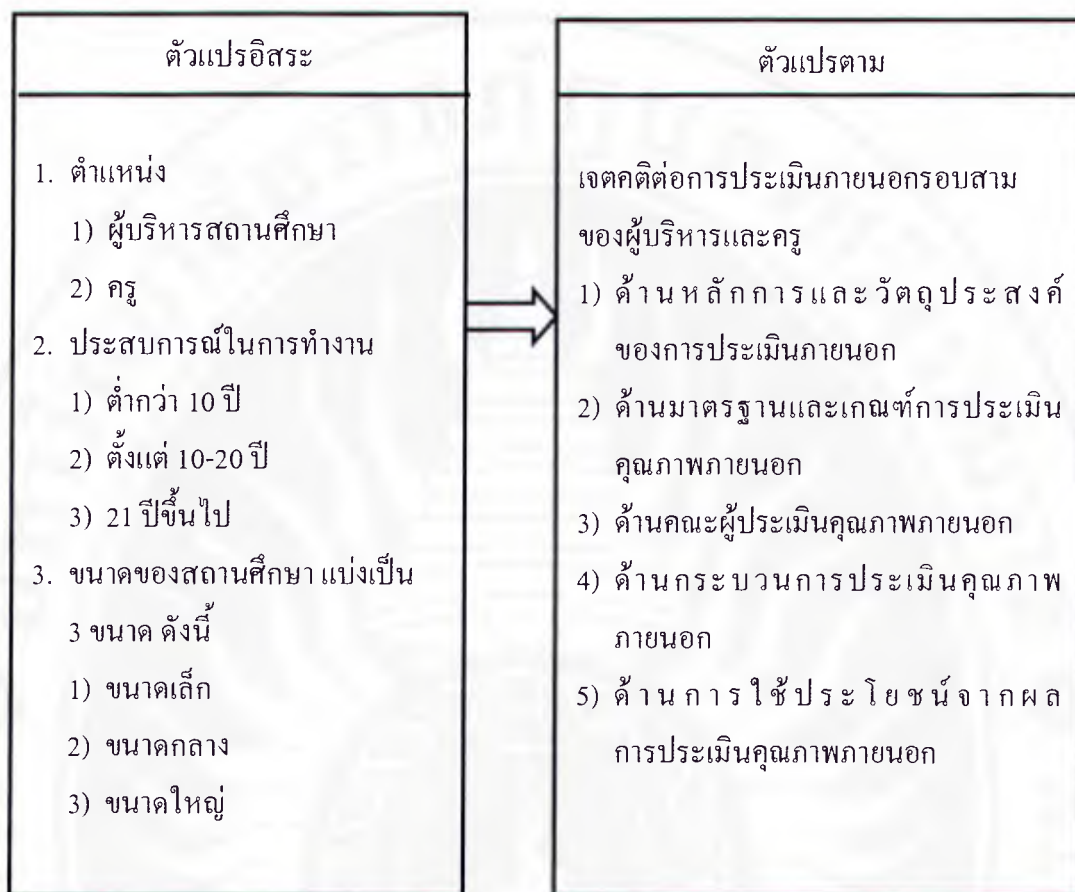 ตัวแปรอิสระ
1. ตำแหน่ง
1) ผู้บริหารสถานศึกษา
2) ครู
2. ประสบการณ์ในการทำงาน
1) ต่ำกว่า 10 ปี
2) ตั้งแต่ 10-20 ปี
3) 21 ปีขึ้นไป
3. ขนาดของสถานศึกษา แบ่งเป็น
3 ขนาด ดังนี้
1) ขนาดเล็ก
2) ขนาดกลาง
3) ขนาดใหญ่
ตัวแปรตาม
เจตคติต่อการประเมินภายนอกรอบสาม
ของผู้บริหารและครู
1) ด้านหลักการและวัตถุประสงค์
ของการประเมินภายนอก
2) ด้านมาตรฐานและเกณฑ์การประเมิน
คุณภาพภายนอก
3) ด้านคณะผู้ประเมินคุณภาพภายนอก
4) ด้านกระบวนการประเมินคุณภาพ
ภายนอก
5) ด้านการใช้ประโยชน์จากผล
การประเมินคุณภาพภายนอก